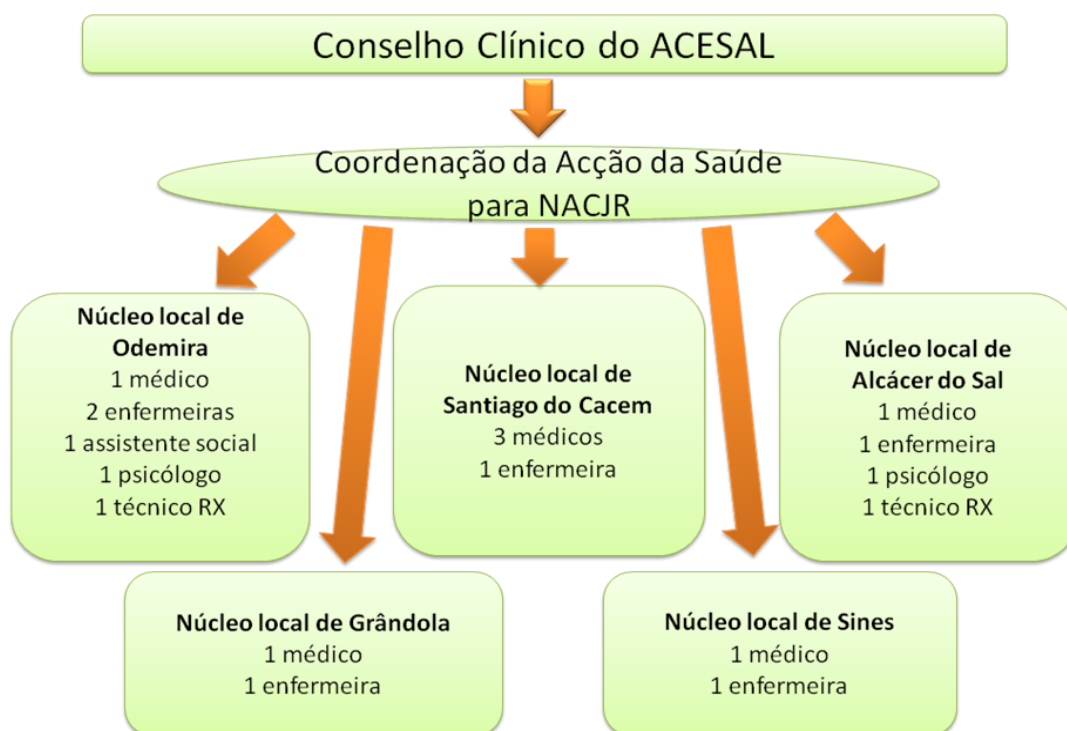 Conselho Clínico do ACESAL
Coordenação da Acção da Saúde
para NACJR
Núcleo local de
Odemira
1 médico
2 enfermeiras
1 assistente social
1 psicólogo
1 técnico RX
Núcleo local de
Santiago do Cacem
3 médicos
1 enfermeira
Núcleo local de
Alcácer do Sal
1 médico
1 enfermeira
1 psicólogo
1 técnico RX
Núcleo local de Grândola
1 médico
1 enfermeira
Núcleo local de Sines
1 médico
1 enfermeira